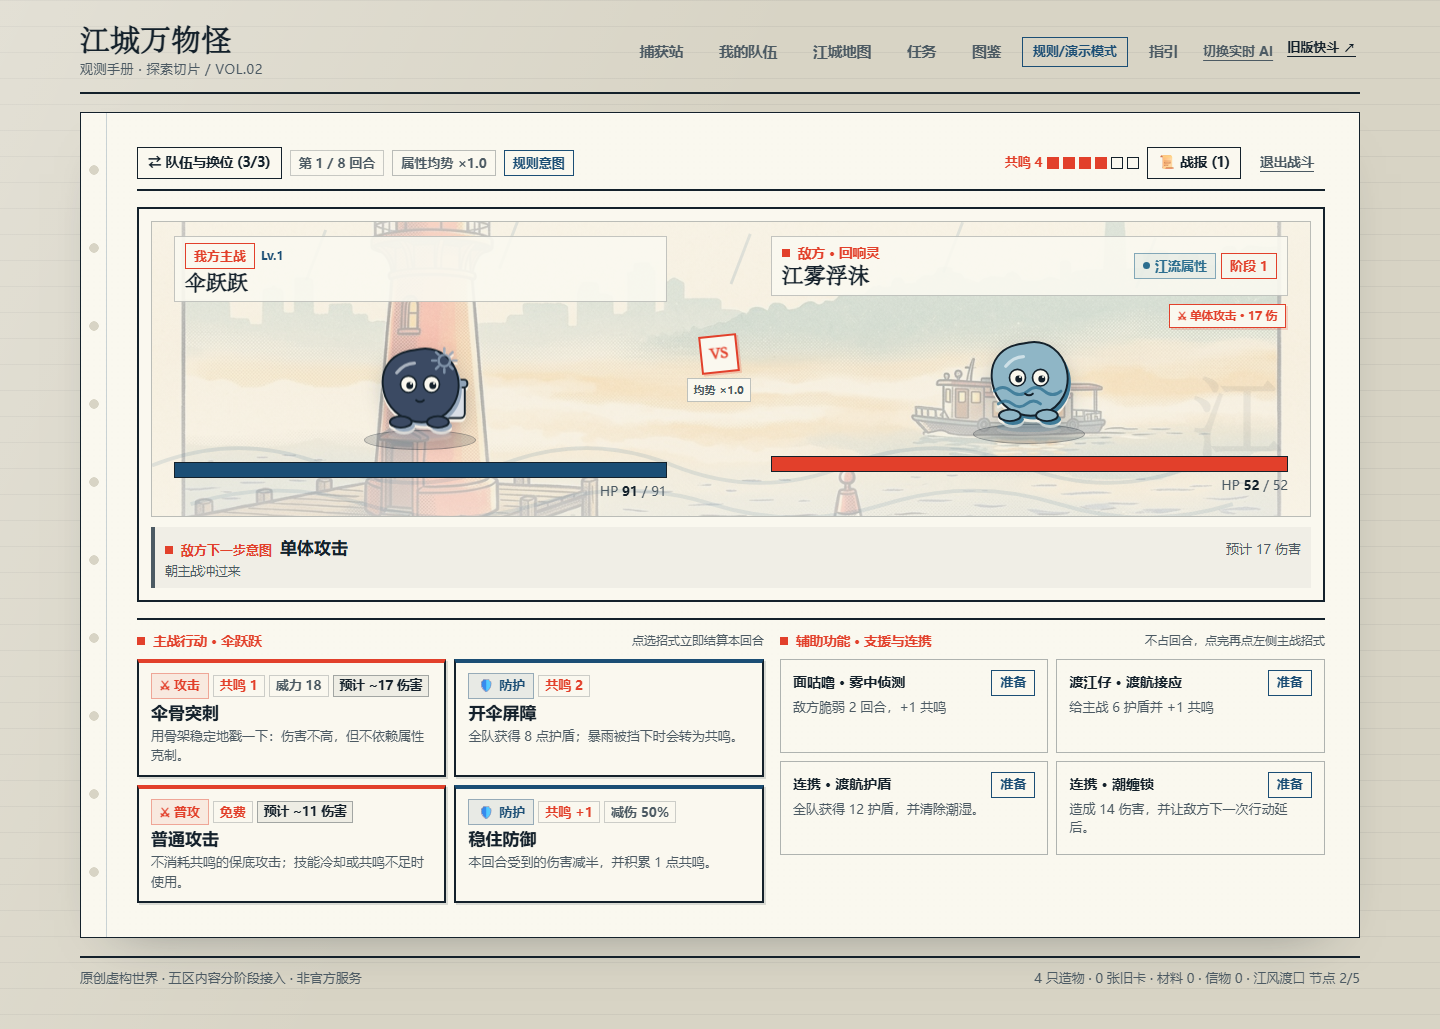 江城万物怪
观测手册 · 探索切片 / VOL.02
捕获站 我的队伍 江城地图 任务 图鉴 规则/演示模式 指引 切换实时 AI 旧版快斗 ↗
⇄ 队伍与换位 (3/3) 第 1 / 8 回合 属性均势 ×1.0 规则意图 共鸣 4 战报 (1) 退出战斗
我方主战 Lv.1
伞跃跃
敌方 • 回响灵
江雾浮沫
江流属性 阶段 1
⚔ 单体攻击 • 17 伤
VS
均势 ×1.0
江
HP 91 / 91
HP 52 / 52
敌方下一步意图 单体攻击 预计 17 伤害
朝主战冲过来
主战行动 • 伞跃跃 点选招式立即结算本回合
⚔ 攻击 共鸣 1 威力 18 预计 ~17 伤害
伞骨突刺
用骨架稳定地戳一下：伤害不高，但不依赖属性
克制。
防护 共鸣 2
开伞屏障
全队获得 8 点护盾；暴雨被挡下时会转为共鸣。
⚔ 普攻 免费 预计 ~11 伤害
普通攻击
不消耗共鸣的保底攻击；技能冷却或共鸣不足时
使用。
防护 共鸣 +1 减伤 50%
稳住防御
本回合受到的伤害减半，并积累 1 点共鸣。
辅助功能 • 支援与连携 不占回合，点完再点左侧主战招式
面咕噜 • 雾中侦测 准备
敌方脆弱 2 回合，+1 共鸣
渡江仔 • 渡航接应 准备
给主战 6 护盾并 +1 共鸣
连携 • 渡航护盾 准备
全队获得 12 护盾，并清除潮湿。
连携 • 潮缠锁 准备
造成 14 伤害，并让敌方下一次行动延
后。
原创虚构世界 · 五区内容分阶段接入 · 非官方服务
4 只造物 · 0 张旧卡 · 材料 0 · 信物 0 · 江风渡口 节点 2/5